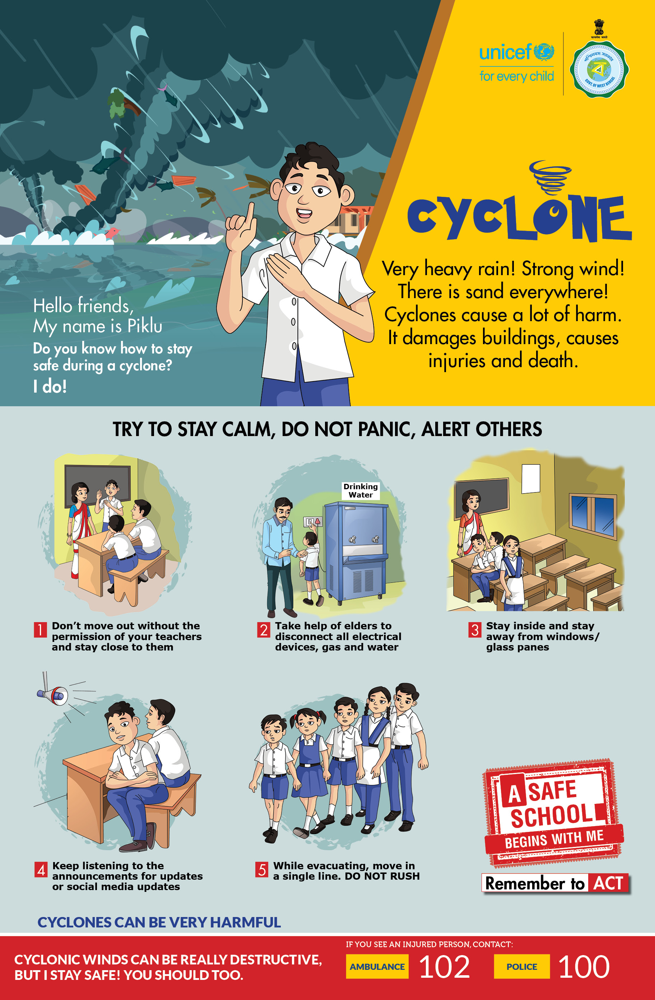 unicef
for every child
सत्यमेव जयते
পশ্চিমবঙ্গ সরকার
ব
GOVT. OF WEST BENGAL
CYCLONE
Very heavy rain! Strong wind!
There is sand everywhere!
Cyclones cause a lot of harm.
It damages buildings, causes
injuries and death.
Hello friends,
My name is Piklu
Do you know how to stay
safe during a cyclone?
I do!
TRY TO STAY CALM, DO NOT PANIC, ALERT OTHERS
Drinking
Water
1 Don't move out without the
permission of your teachers
and stay close to them
2 Take help of elders to
disconnect all electrical
devices, gas and water
3 Stay inside and stay
away from windows/
glass panes
4 Keep listening to the
announcements for updates
or social media updates
5 While evacuating, move in
a single line. DO NOT RUSH
A SAFE
SCHOOL
BEGINS WITH ME
Remember to ACT
CYCLONES CAN BE VERY HARMFUL
CYCLONIC WINDS CAN BE REALLY DESTRUCTIVE,
BUT I STAY SAFE! YOU SHOULD TOO.
IF YOU SEE AN INJURED PERSON, CONTACT:
AMBULANCE 102
POLICE 100